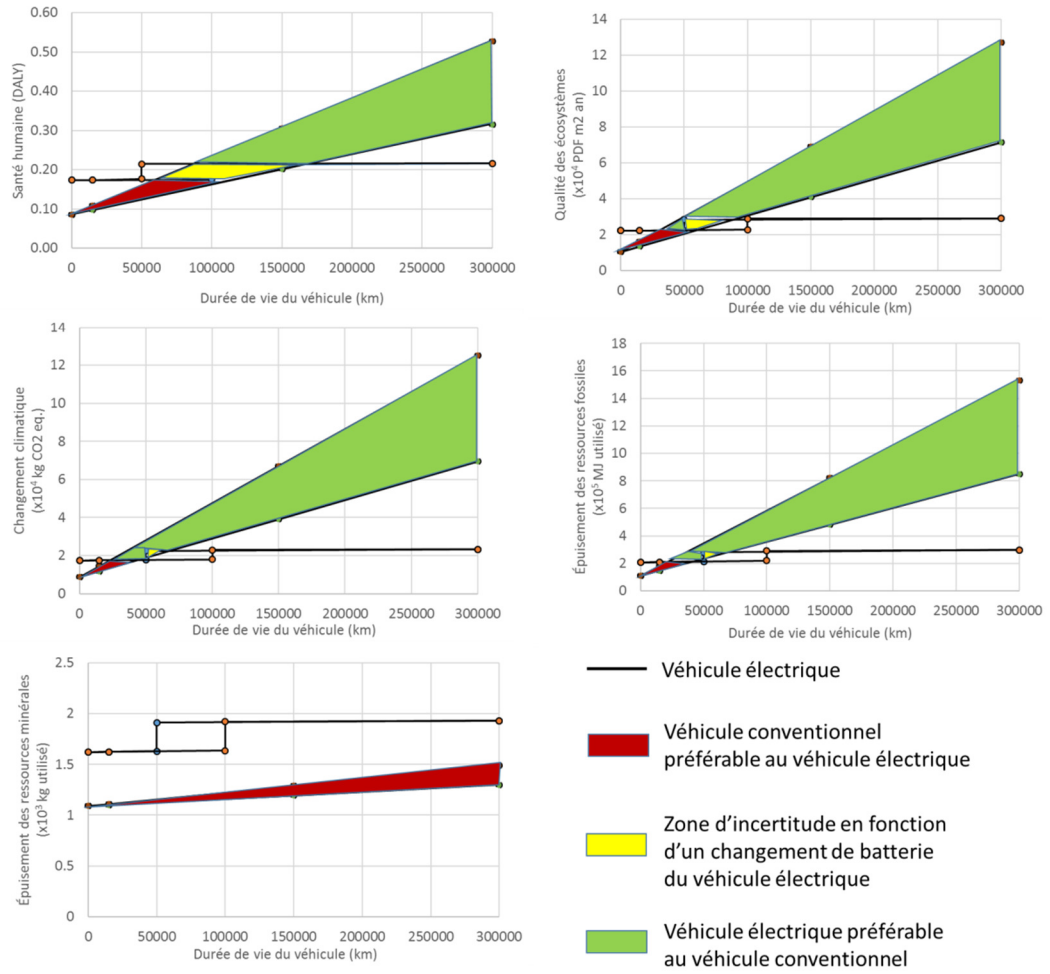 Santé humaine (DALY)
0.60
0.50
0.40
0.30
0.20
0.10
0.00
0 50000 100000 150000 200000 250000 300000
Durée de vie du véhicule (km)
Qualité des écosystèmes
(x10⁴ PDF m2 an)
14
12
10
8
6
4
2
0
0 50000 100000 150000 200000 250000 300000
Durée de vie du véhicule (km)
Changement climatique
(x10⁴ kg CO2 eq.)
14
12
10
8
6
4
2
0
0 50000 100000 150000 200000 250000 300000
Durée de vie du véhicule (km)
Épuisement des ressources fossiles
(x10⁵ MJ utilisé)
18
16
14
12
10
8
6
4
2
0
0 50000 100000 150000 200000 250000 300000
Durée de vie du véhicule (km)
Épuisement des ressources minérales
(x10³ kg utilisé)
2.5
2
1.5
1
0.5
0
0 50000 100000 150000 200000 250000 300000
Durée de vie du véhicule (km)
Véhicule électrique
Véhicule conventionnel
préférable au véhicule électrique
Zone d'incertitude en fonction
d'un changement de batterie
du véhicule électrique
Véhicule électrique préférable
au véhicule conventionnel